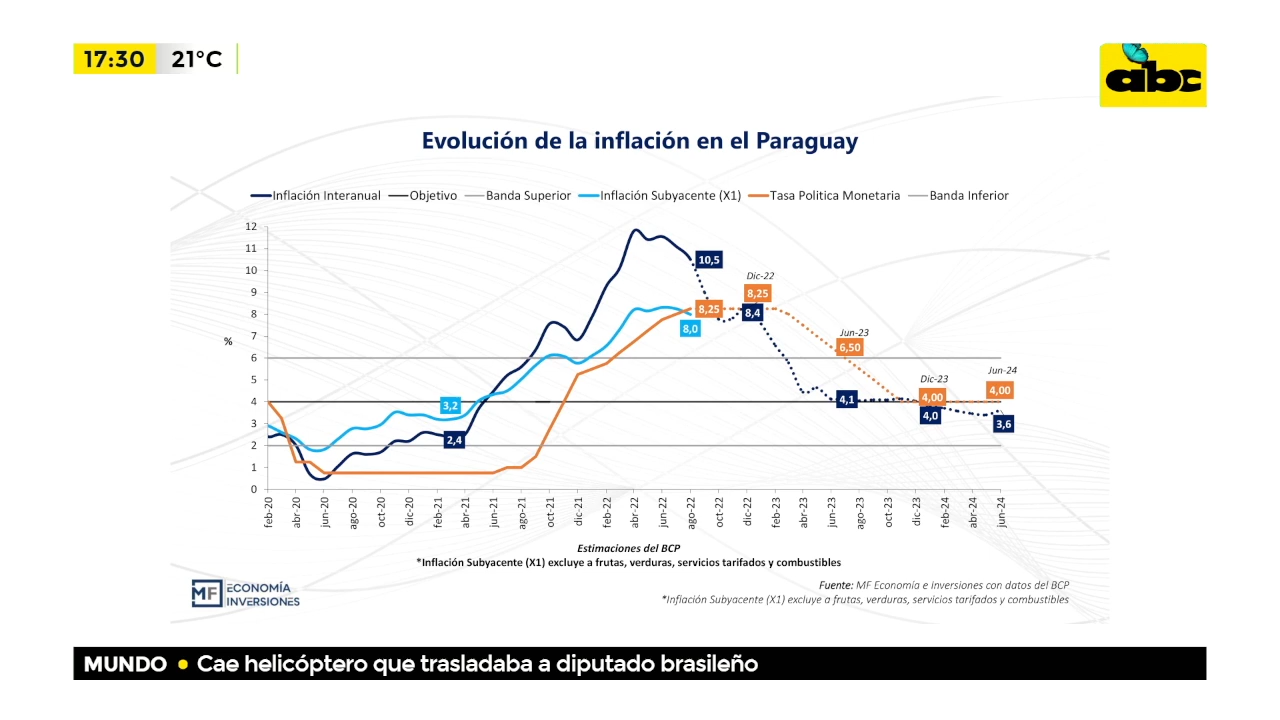 17:30 21°C
abc
Evolución de la inflación en el Paraguay
Inflación Interanual Objetivo Banda Superior Inflación Subyacente (X1) Tasa Politica Monetaria Banda Inferior
12
11
10
9
8
7
6
5
4
3
2
1
0
%
3,2
2,4
10,5
8,25
8,0
Dic-22
8,25
8,4
Jun-23
6,50
4,1
Dic-23
4,00
4,0
Jun-24
4,00
3,6
feb-20 abr-20 jun-20 ago-20 oct-20 dic-20 feb-21 abr-21 jun-21 ago-21 oct-21 dic-21 feb-22 abr-22 jun-22 ago-22 oct-22 dic-22 feb-23 abr-23 jun-23 ago-23 oct-23 dic-23 feb-24 abr-24 jun-24
Estimaciones del BCP
*Inflación Subyacente (X1) excluye a frutas, verduras, servicios tarifados y combustibles
MF ECONOMÍA
INVERSIONES
Fuente: MF Economía e inversiones con datos del BCP
*Inflación Subyacente (X1) excluye a frutas, verduras, servicios tarifados y combustibles
MUNDO • Cae helicóptero que trasladaba a diputado brasileño